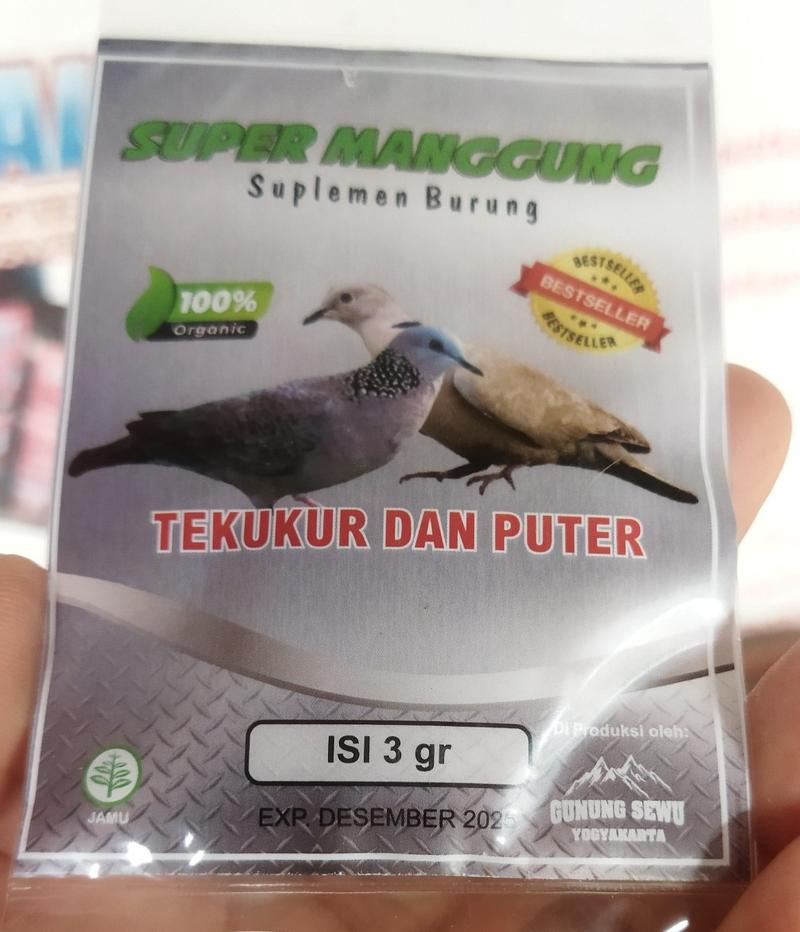 SUPER MANGGUNG
Suplemen Burung
100%
Organic
BESTSELLER
BESTSELLER
BESTSELLER
TEKUKUR DAN PUTER
ISI 3 gr
EXP. DESEMBER 2025
JAMU
Di Produksi oleh:
GUNUNG SEWU
YOGYAKARTA